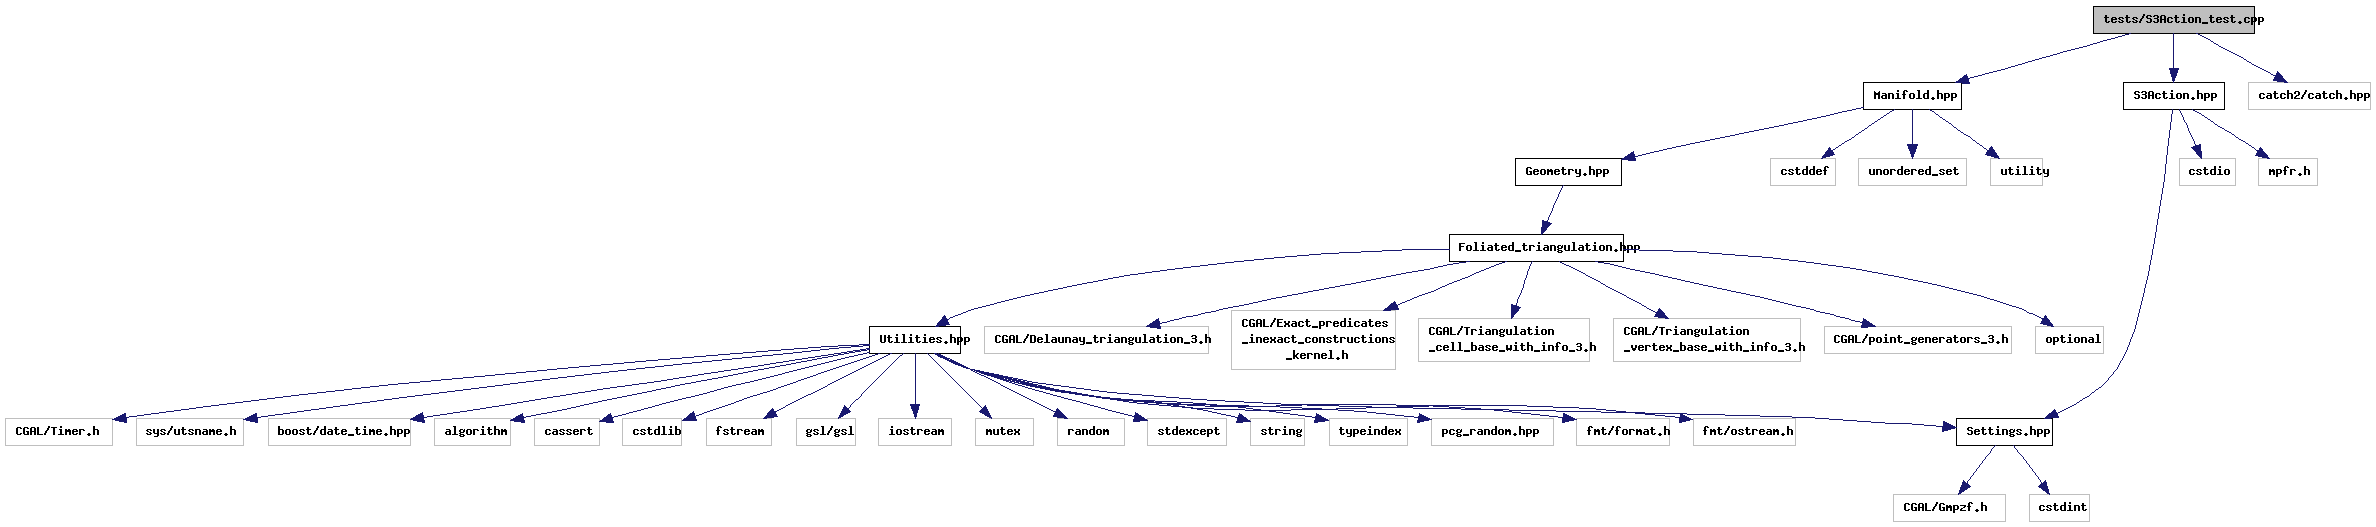 tests/S3Action_test.cpp
Manifold.hpp
S3Action.hpp
catch2/catch.hpp
Geometry.hpp
cstddef
unordered_set
utility
cstdio
mpfr.h
Foliated_triangulation.hpp
Utilities.hpp
CGAL/Delaunay_triangulation_3.h
CGAL/Exact_predicates
_inexact_constructions
_kernel.h
CGAL/Triangulation
_cell_base_with_info_3.h
CGAL/Triangulation
_vertex_base_with_info_3.h
CGAL/point_generators_3.h
optional
CGAL/Timer.h
sys/utsname.h
boost/date_time.hpp
algorithm
cassert
cstdlib
fstream
gsl/gsl
iostream
mutex
random
stdexcept
string
typeindex
pcg_random.hpp
fmt/format.h
fmt/ostream.h
Settings.hpp
CGAL/Gmpzf.h
cstdint